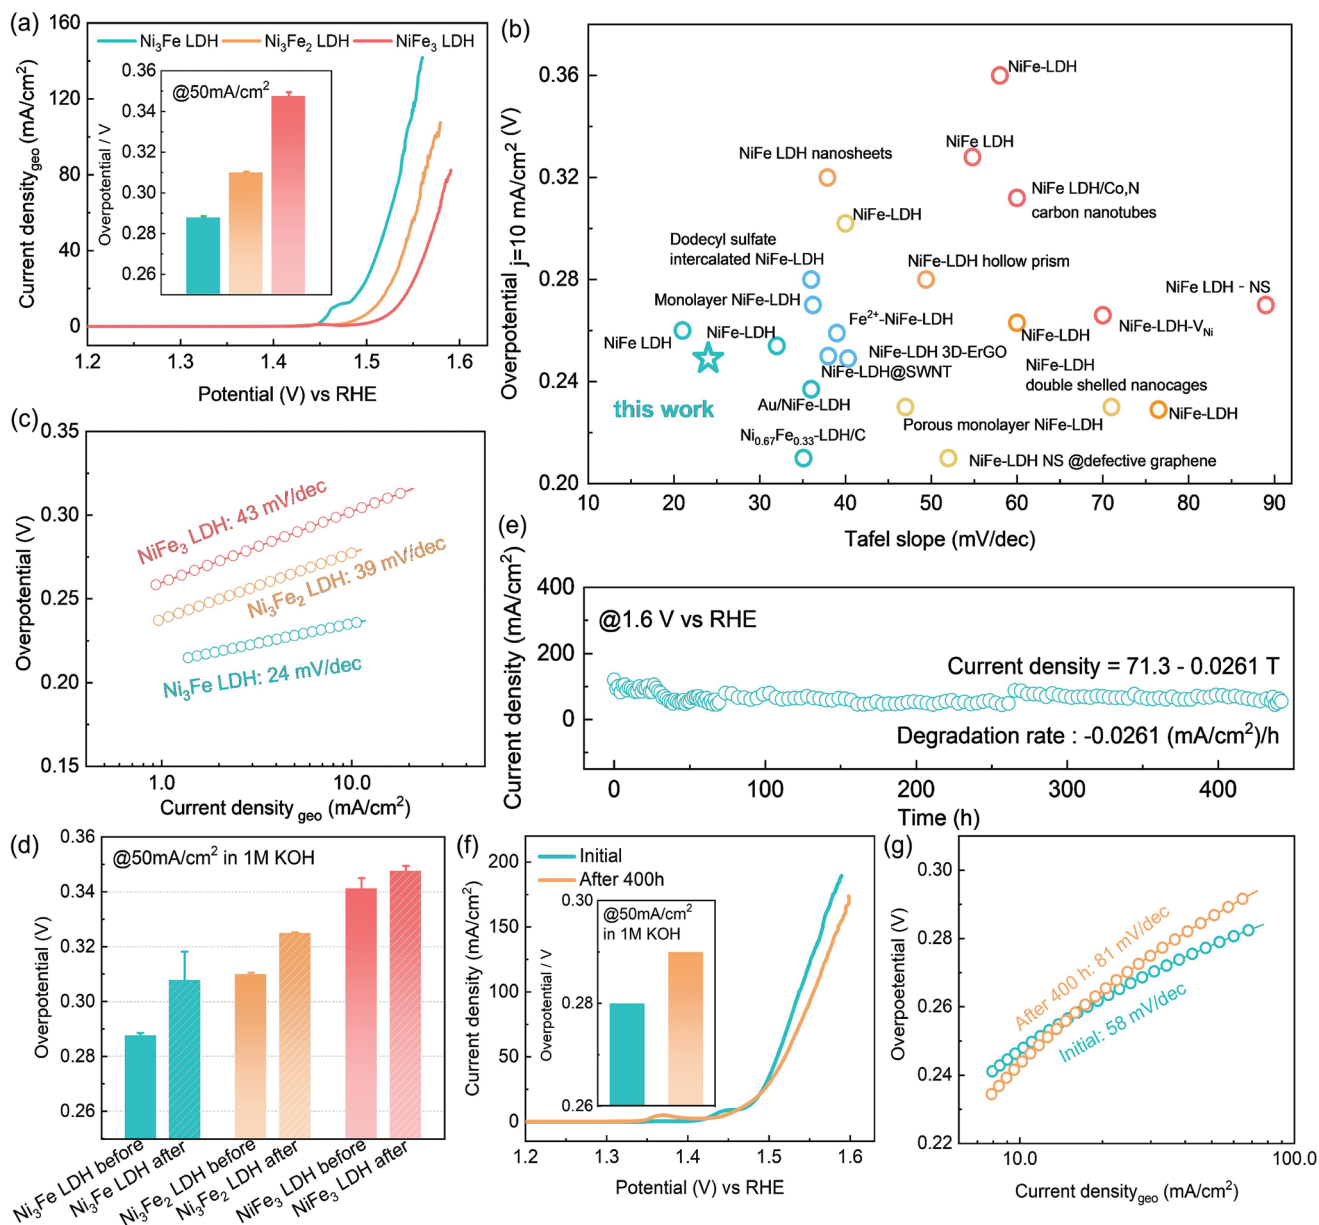 (a)
160
120
80
40
0
Current density_geo (mA/cm²)
Ni₃Fe LDH
Ni₃Fe₂ LDH
NiFe₃ LDH
@50mA/cm²
0.36
0.34
0.32
0.30
0.28
0.26
Overpotential / V
1.2 1.3 1.4 1.5 1.6
Potential (V) vs RHE
(b)
0.36
0.32
0.28
0.24
0.20
Overpotential j=10 mA/cm² (V)
NiFe-LDH
NiFe LDH
NiFe LDH nanosheets
NiFe LDH/Co,N
carbon nanotubes
NiFe-LDH
Dodecyl sulfate
intercalated NiFe-LDH
NiFe-LDH hollow prism
Monolayer NiFe-LDH
NiFe LDH - NS
Fe²⁺-NiFe-LDH
NiFe-LDH-V_Ni
NiFe LDH
NiFe-LDH
NiFe-LDH
NiFe-LDH 3D-ErGO
NiFe-LDH@SWNT
NiFe-LDH
double shelled nanocages
this work
Au/NiFe-LDH
NiFe-LDH
Porous monolayer NiFe-LDH
Ni₀.₆₇Fe₀.₃₃-LDH/C
NiFe-LDH NS @defective graphene
10 20 30 40 50 60 70 80 90
Tafel slope (mV/dec)
(c)
0.35
0.30
0.25
0.20
0.15
Overpotential (V)
NiFe₃ LDH: 43 mV/dec
Ni₃Fe₂ LDH: 39 mV/dec
Ni₃Fe LDH: 24 mV/dec
1.0 10.0
Current density geo (mA/cm²)
(e)
400
200
0
Current density (mA/cm²)
@1.6 V vs RHE
Current density = 71.3 - 0.0261 T
Degradation rate : -0.0261 (mA/cm²)/h
0 100 200 300 400
Time (h)
(d)
0.36
0.34
0.32
0.30
0.28
0.26
Overpotential (V)
@50mA/cm² in 1M KOH
Ni₃Fe LDH before
Ni₃Fe LDH after
Ni₃Fe₂ LDH before
Ni₃Fe₂ LDH after
NiFe₃ LDH before
NiFe₃ LDH after
(f)
200
150
100
50
0
Current density (mA/cm²)
Initial
After 400h
@50mA/cm²
in 1M KOH
0.30
0.28
0.26
Overpotential / V
1.2 1.3 1.4 1.5 1.6
Potential (V) vs RHE
(g)
0.30
0.28
0.26
0.24
0.22
Overpoetential (V)
After 400 h: 81 mV/dec
Initial: 58 mV/dec
10.0 100.0
Current density_geo (mA/cm²)